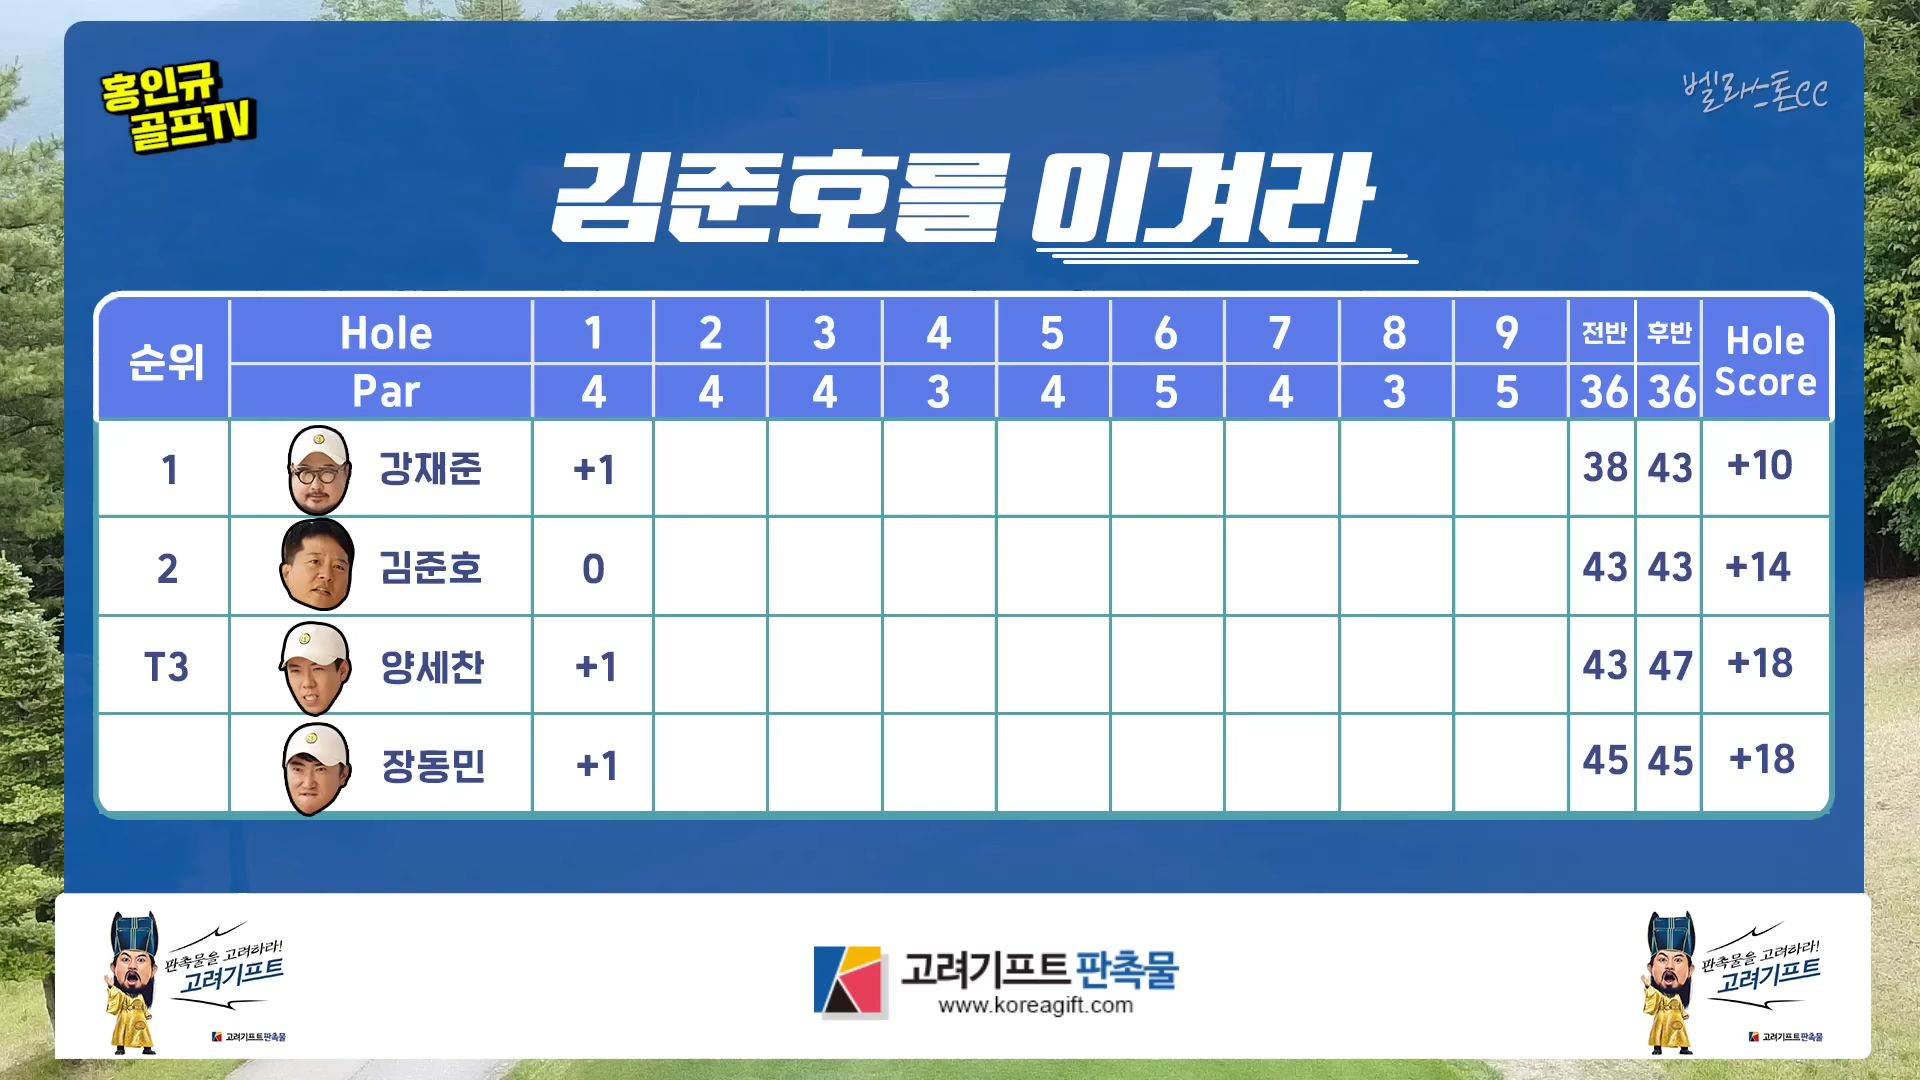 홍인규
골프TV
벨라스톤CC
김준호를 이겨라
순위 Hole 1 2 3 4 5 6 7 8 9 전반 후반 Hole Score
Par 4 4 4 3 4 5 4 3 5 36 36
1 강재준 +1 38 43 +10
2 김준호 0 43 43 +14
T3 양세찬 +1 43 47 +18
장동민 +1 45 45 +18
판촉물을 고려하라!
고려기프트
고려기프트판촉물
고려기프트 판촉물
www.koreagift.com
판촉물을 고려하라!
고려기프트
고려기프트판촉물